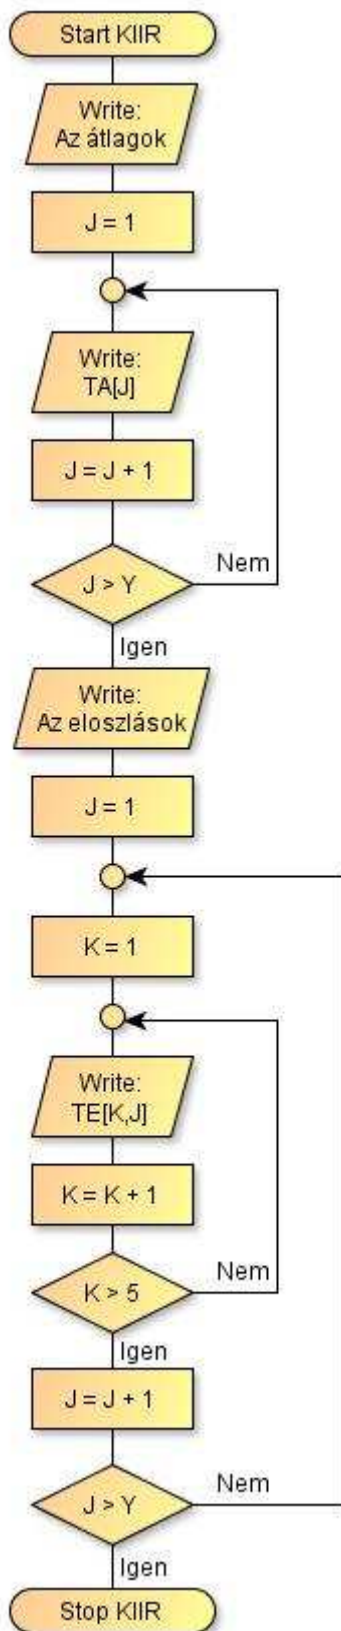 Start KIIR
Write:
Az átlagok
J = 1
Write:
TA[J]
J = J + 1
J > Y
Nem
Igen
Write:
Az eloszlások
J = 1
K = 1
Write:
TE[K,J]
K = K + 1
K > 5
Nem
Igen
J = J + 1
J > Y
Nem
Igen
Stop KIIR